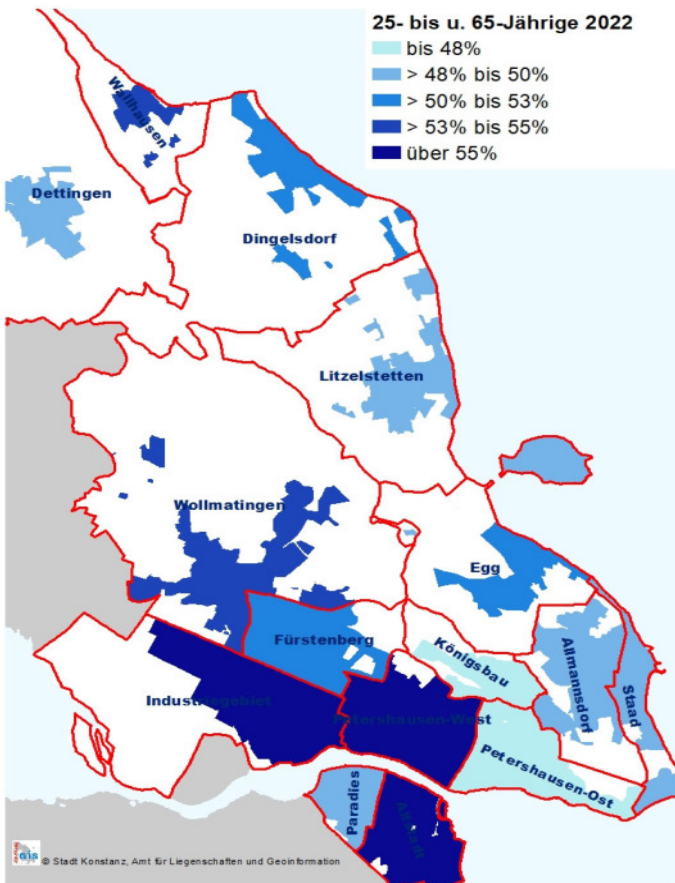 25- bis u. 65-Jährige 2022
bis 48%
> 48% bis 50%
> 50% bis 53%
> 53% bis 55%
über 55%
Wallhausen
Dettingen
Dingelsdorf
Litzelstetten
Wollmatingen
Egg
Fürstenberg
Königsbau
Allmannsdorf
Staad
Industriegebiet
Petershausen-West
Petershausen-Ost
Paradies
Altstadt
GIS
© Stadt Konstanz, Amt für Liegenschaften und Geoinformation